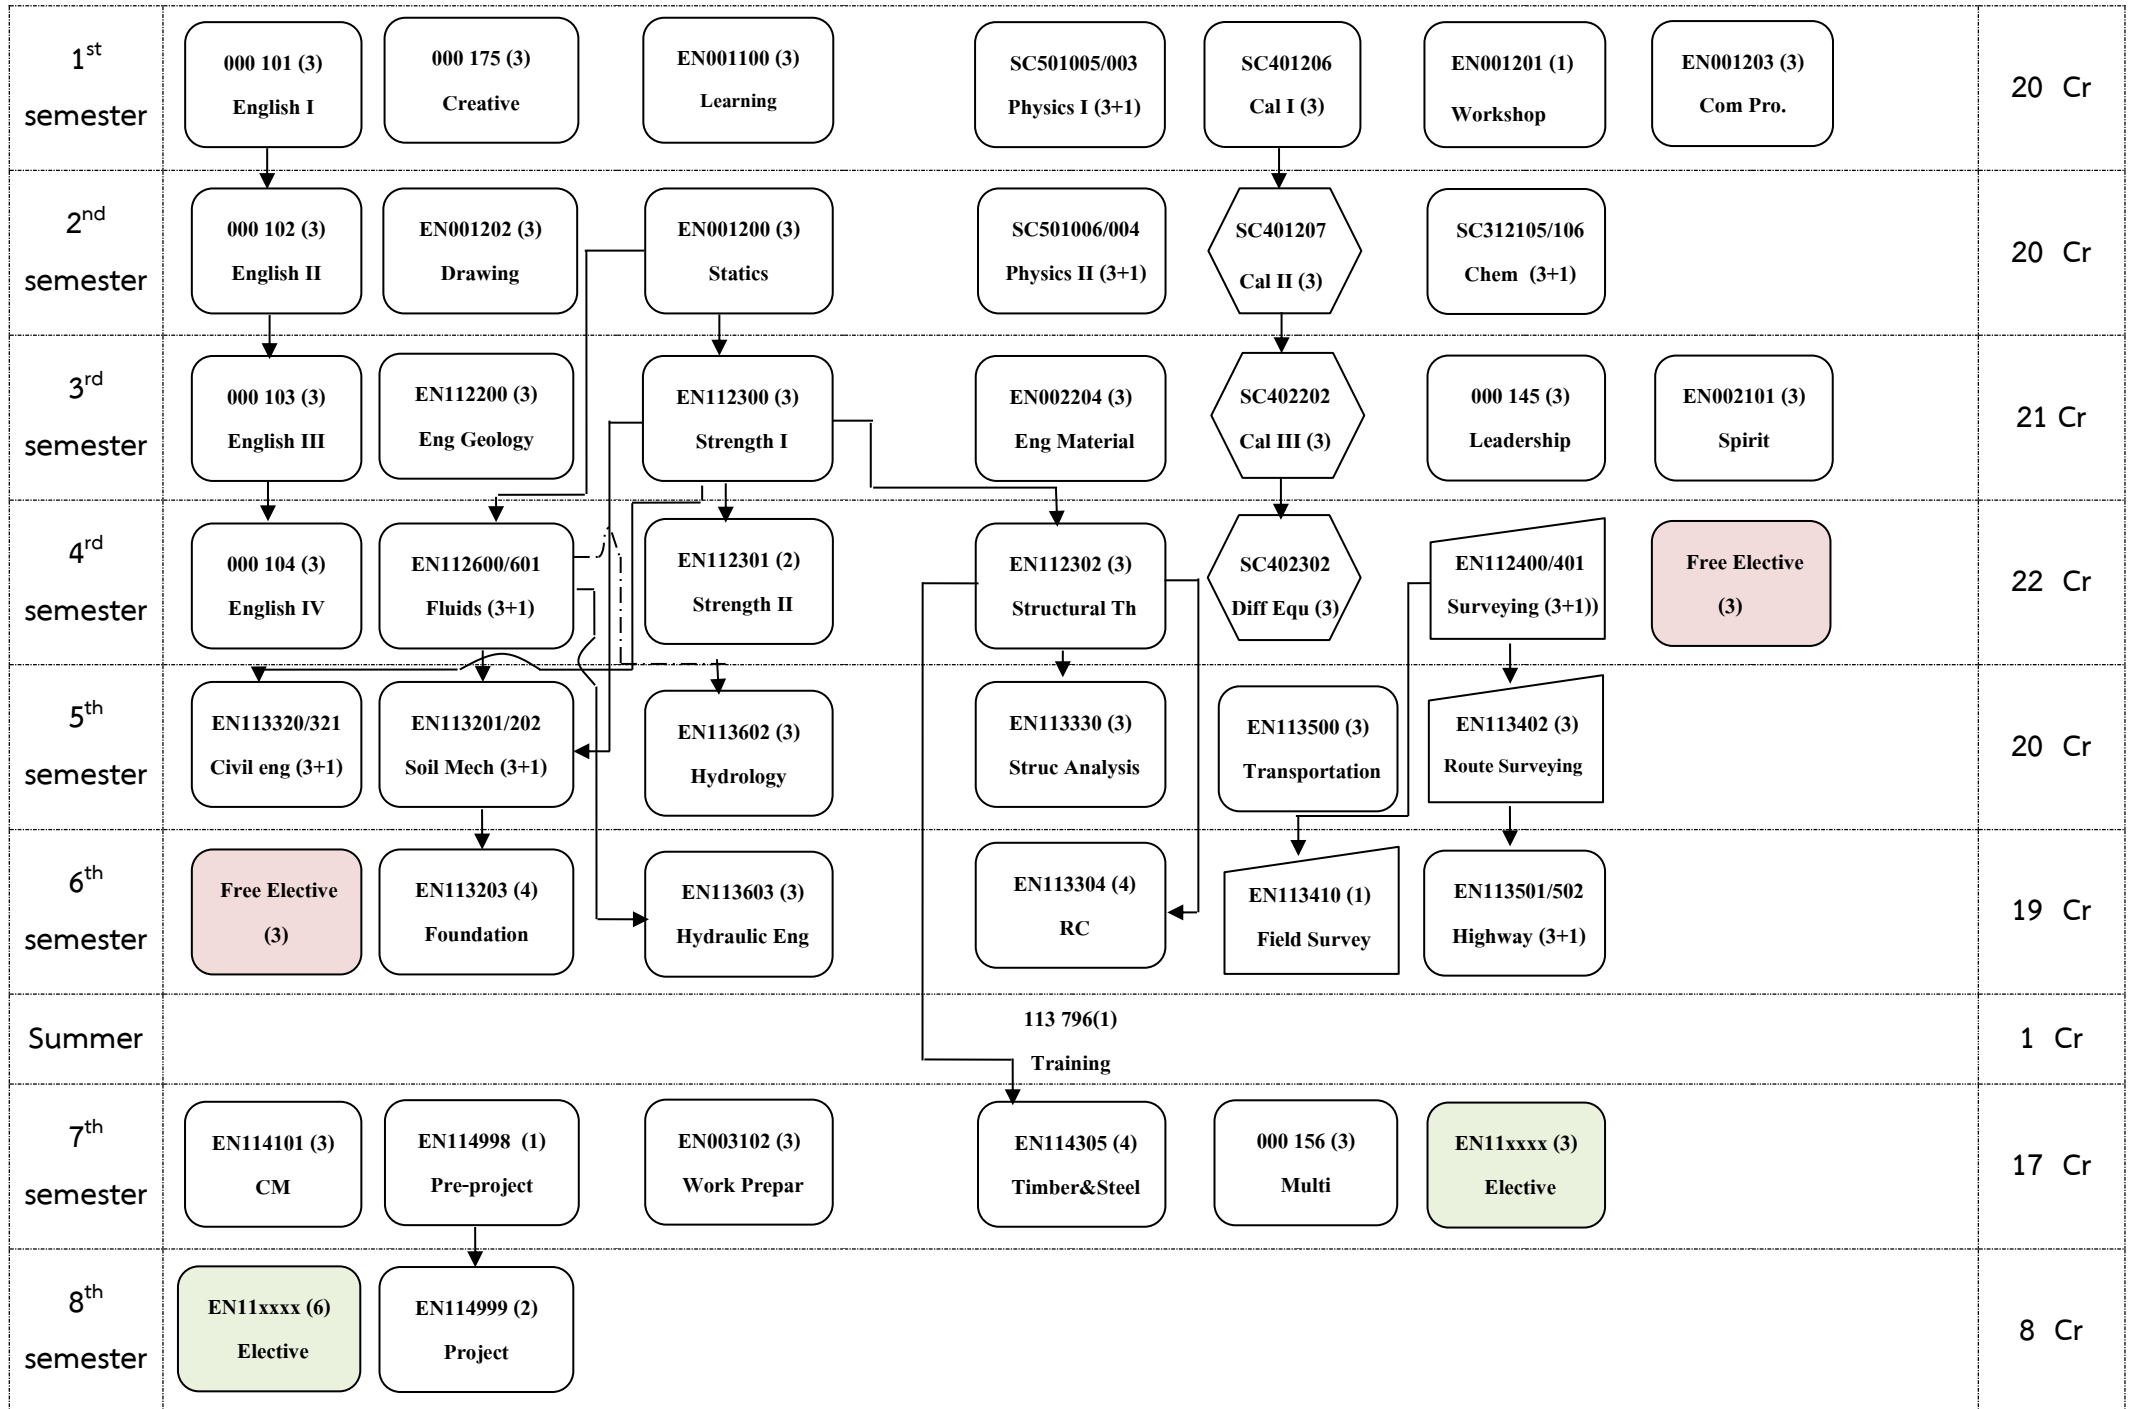 1st
semester
000 101 (3)
English I
000 175 (3)
Creative
EN001100 (3)
Learning
SC501005/003
Physics I (3+1)
SC401206
Cal I (3)
EN001201 (1)
Workshop
EN001203 (3)
Com Pro.
20 Cr
2nd
semester
000 102 (3)
English II
EN001202 (3)
Drawing
EN001200 (3)
Statics
SC501006/004
Physics II (3+1)
SC401207
Cal II (3)
SC312105/106
Chem (3+1)
20 Cr
3rd
semester
000 103 (3)
English III
EN112200 (3)
Eng Geology
EN112300 (3)
Strength I
EN002204 (3)
Eng Material
SC402202
Cal III (3)
000 145 (3)
Leadership
EN002101 (3)
Spirit
21 Cr
4rd
semester
000 104 (3)
English IV
EN112600/601
Fluids (3+1)
EN112301 (2)
Strength II
EN112302 (3)
Structural Th
SC402302
Diff Equ (3)
EN112400/401
Surveying (3+1))
Free Elective
(3)
22 Cr
5th
semester
EN113320/321
Civil eng (3+1)
EN113201/202
Soil Mech (3+1)
EN113602 (3)
Hydrology
EN113330 (3)
Struc Analysis
EN113500 (3)
Transportation
EN113402 (3)
Route Surveying
20 Cr
6th
semester
Free Elective
(3)
EN113203 (4)
Foundation
EN113603 (3)
Hydraulic Eng
EN113304 (4)
RC
EN113410 (1)
Field Survey
EN113501/502
Highway (3+1)
19 Cr
Summer
113 796(1)
Training
1 Cr
7th
semester
EN114101 (3)
CM
EN114998 (1)
Pre-project
EN003102 (3)
Work Prepar
EN114305 (4)
Timber&Steel
000 156 (3)
Multi
EN11xxxx (3)
Elective
17 Cr
8th
semester
EN11xxxx (6)
Elective
EN114999 (2)
Project
8 Cr